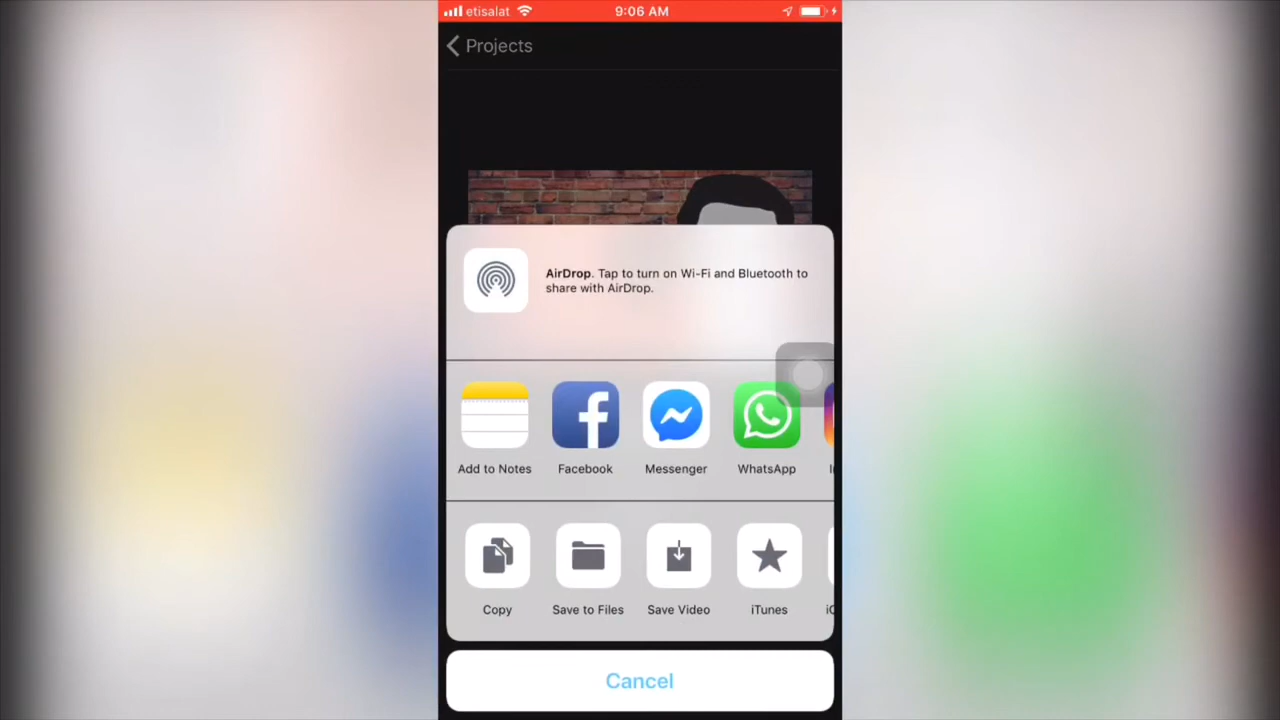 etisalat
9:06 AM
Projects
AirDrop. Tap to turn on Wi-Fi and Bluetooth to
share with AirDrop.
Add to Notes
Facebook
Messenger
WhatsApp
Copy
Save to Files
Save Video
iTunes
Cancel